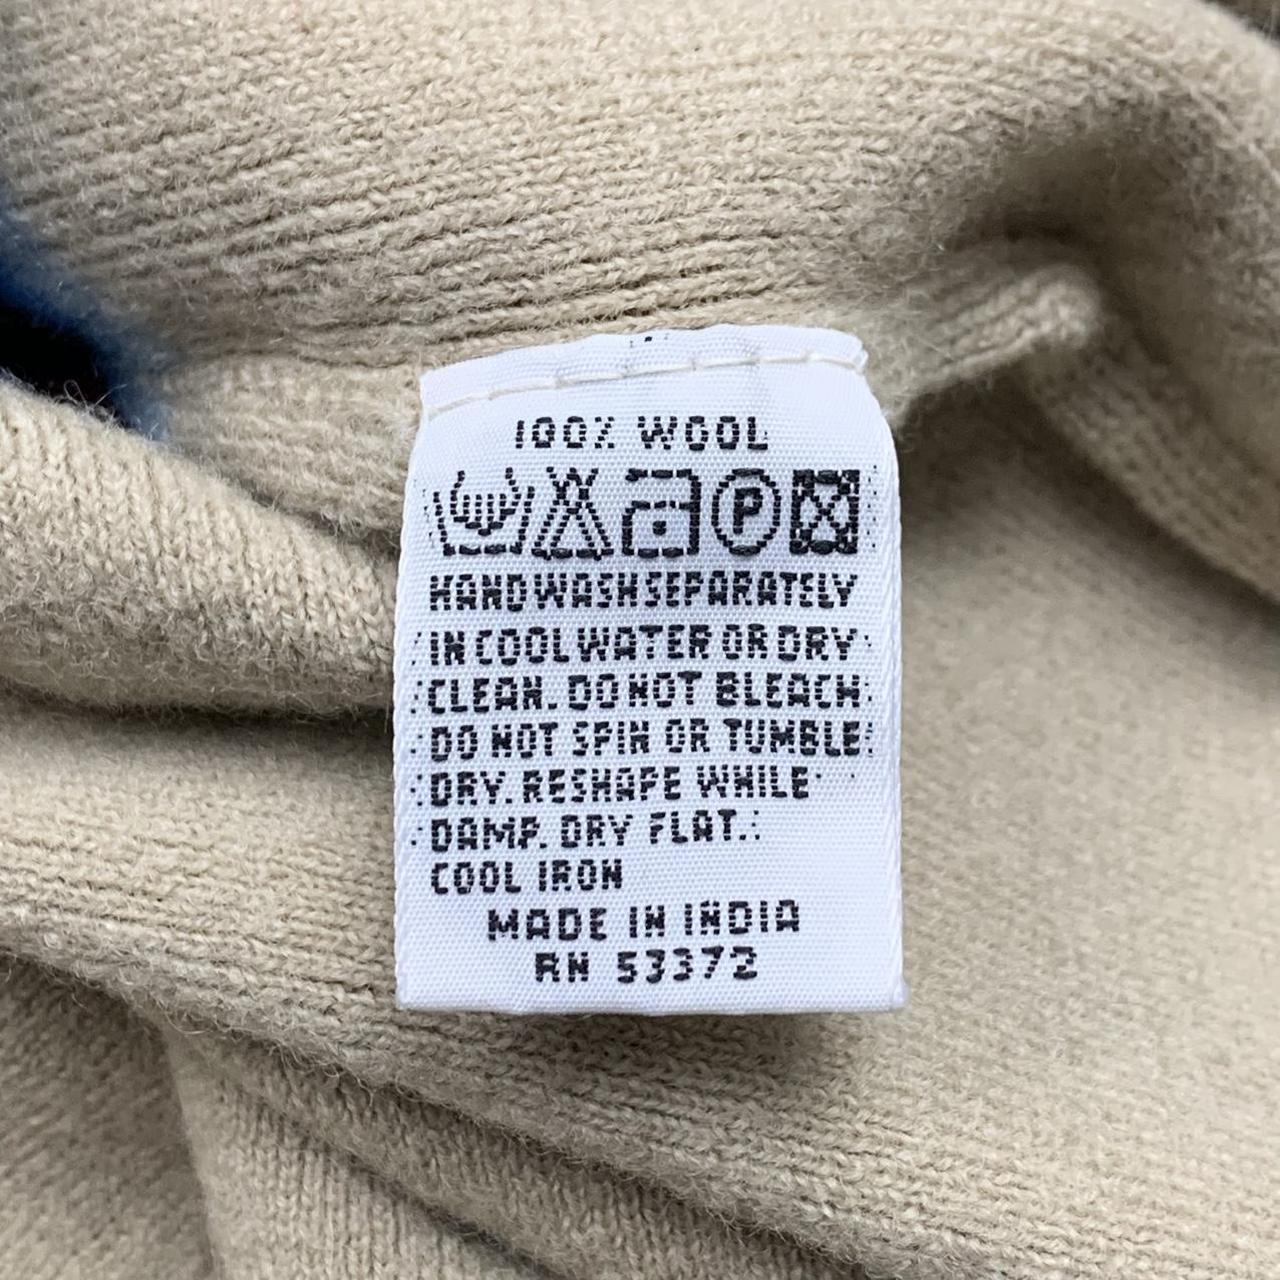 100% WOOL
P
HAND WASH SEPARATELY
IN COOL WATER OR DRY
CLEAN. DO NOT BLEACH
DO NOT SPIN OR TUMBLE
DRY. RESHAPE WHILE
DAMP. DRY FLAT.
COOL IRON
MADE IN INDIA
RN 53372